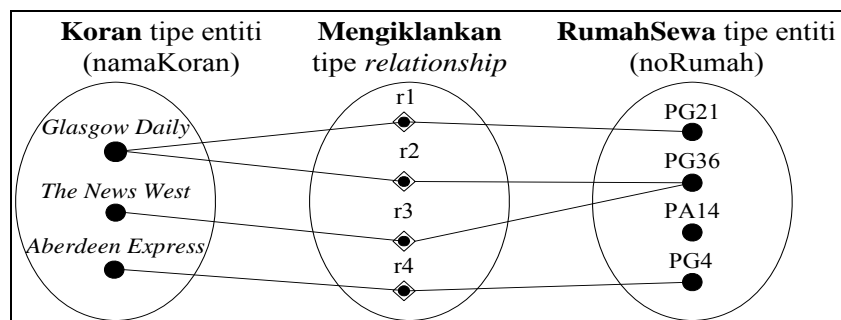 Koran tipe entiti
(namaKoran)
Mengiklankan
tipe relationship
RumahSewa tipe entiti
(noRumah)
Glasgow Daily
The News West
Aberdeen Express
r1
r2
r3
r4
PG21
PG36
PA14
PG4